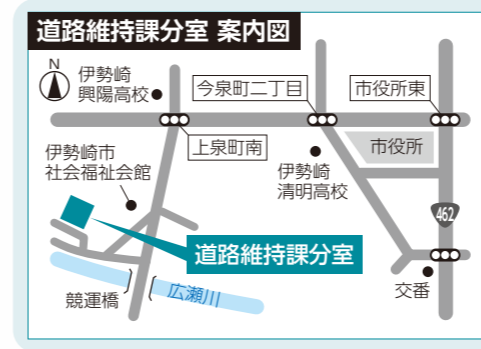 道路維持課分室 案内図
N
伊勢崎
興陽高校
今泉町二丁目
市役所東
上泉町南
市役所
伊勢崎市
社会福祉会館
伊勢崎
清明高校
462
道路維持課分室
交番
競運橋
広瀬川